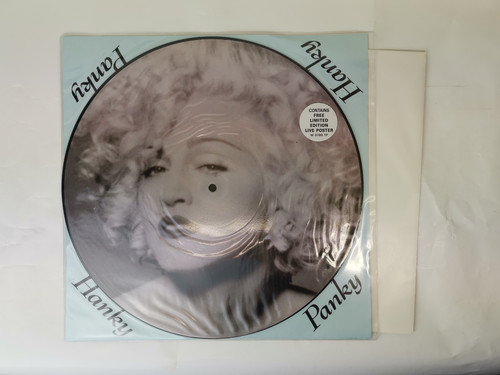 Hanky
Panky
CONTAINS
FREE
LIMITED
EDITION
LIVE POSTER
Hanky
Panky